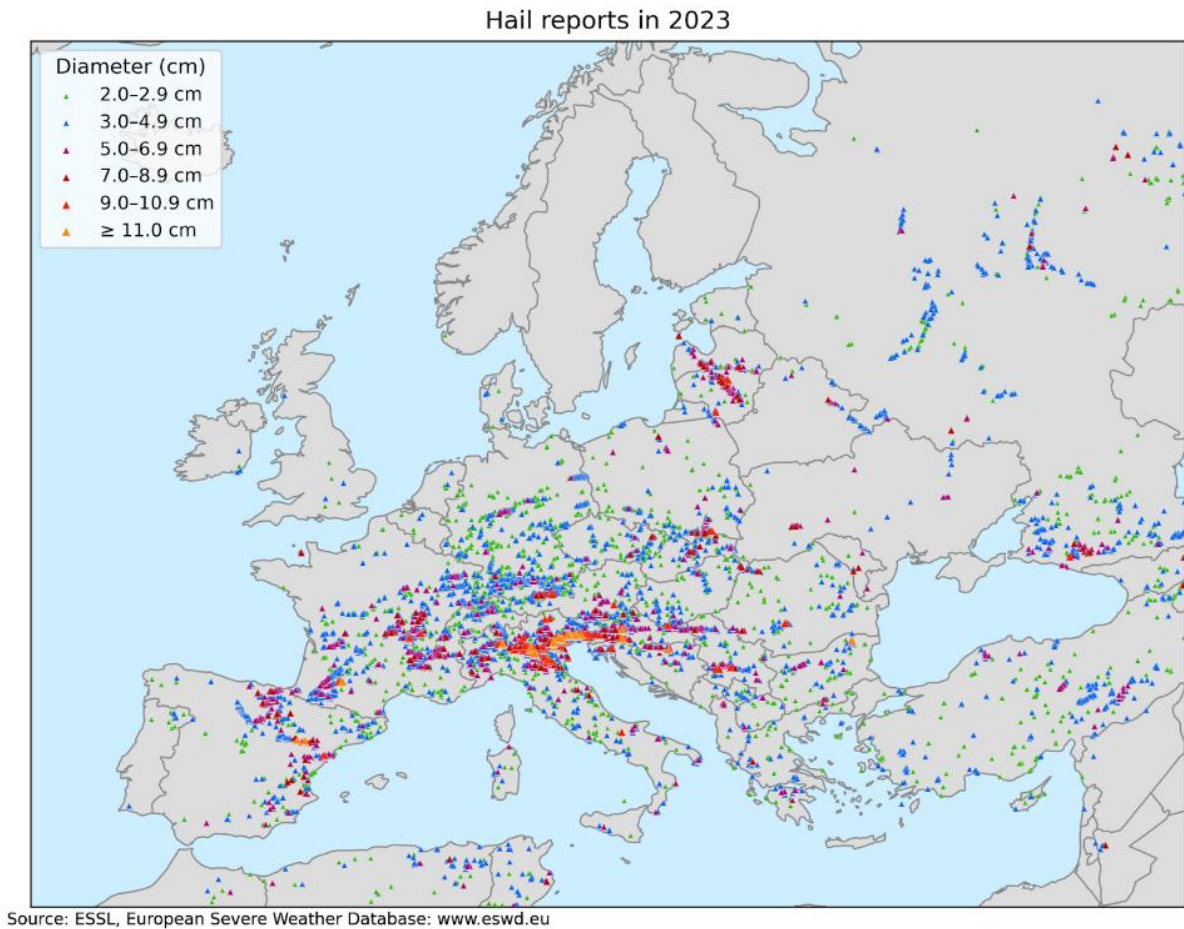 Hail reports in 2023
Diameter (cm)
2.0–2.9 cm
3.0–4.9 cm
5.0–6.9 cm
7.0–8.9 cm
9.0–10.9 cm
≥ 11.0 cm
Source: ESSL, European Severe Weather Database: www.eswd.eu